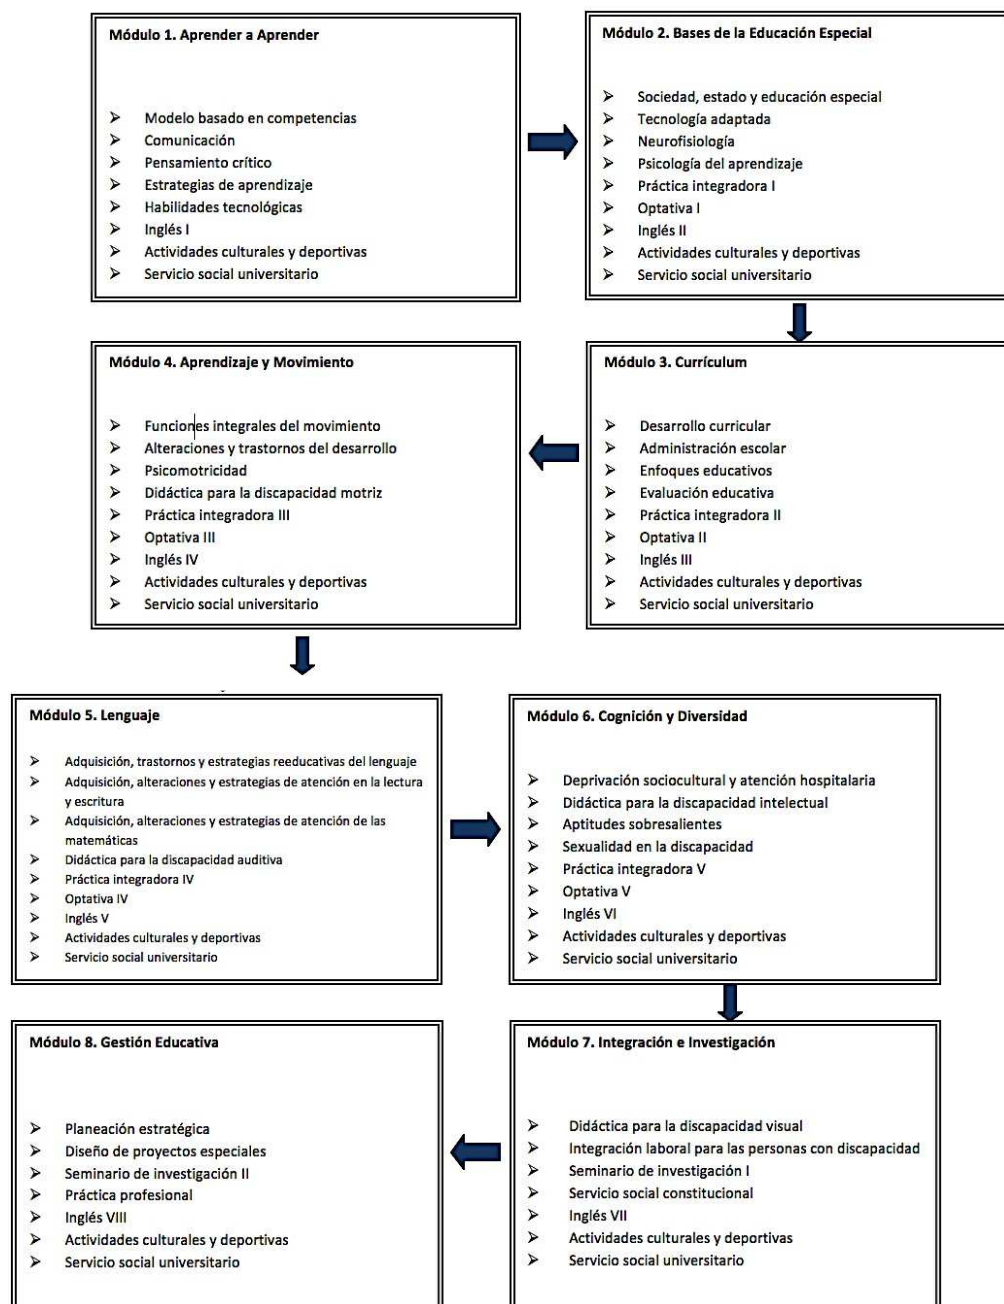 Módulo 1. Aprender a Aprender
➢ Modelo basado en competencias
➢ Comunicación
➢ Pensamiento crítico
➢ Estrategias de aprendizaje
➢ Habilidades tecnológicas
➢ Inglés I
➢ Actividades culturales y deportivas
➢ Servicio social universitario
Módulo 2. Bases de la Educación Especial
➢ Sociedad, estado y educación especial
➢ Tecnología adaptada
➢ Neurofisiología
➢ Psicología del aprendizaje
➢ Práctica integradora I
➢ Optativa I
➢ Inglés II
➢ Actividades culturales y deportivas
➢ Servicio social universitario
Módulo 3. Currículum
➢ Desarrollo curricular
➢ Administración escolar
➢ Enfoques educativos
➢ Evaluación educativa
➢ Práctica integradora II
➢ Optativa II
➢ Inglés III
➢ Actividades culturales y deportivas
➢ Servicio social universitario
Módulo 4. Aprendizaje y Movimiento
➢ Funciones integrales del movimiento
➢ Alteraciones y trastornos del desarrollo
➢ Psicomotricidad
➢ Didáctica para la discapacidad motriz
➢ Práctica integradora III
➢ Optativa III
➢ Inglés IV
➢ Actividades culturales y deportivas
➢ Servicio social universitario
Módulo 5. Lenguaje
➢ Adquisición, trastornos y estrategias reeducativas del lenguaje
➢ Adquisición, alteraciones y estrategias de atención en la lectura
y escritura
➢ Adquisición, alteraciones y estrategias de atención de las
matemáticas
➢ Didáctica para la discapacidad auditiva
➢ Práctica integradora IV
➢ Optativa IV
➢ Inglés V
➢ Actividades culturales y deportivas
➢ Servicio social universitario
Módulo 6. Cognición y Diversidad
➢ Deprivación sociocultural y atención hospitalaria
➢ Didáctica para la discapacidad intelectual
➢ Aptitudes sobresalientes
➢ Sexualidad en la discapacidad
➢ Práctica integradora V
➢ Optativa V
➢ Inglés VI
➢ Actividades culturales y deportivas
➢ Servicio social universitario
Módulo 7. Integración e Investigación
➢ Didáctica para la discapacidad visual
➢ Integración laboral para las personas con discapacidad
➢ Seminario de investigación I
➢ Servicio social constitucional
➢ Inglés VII
➢ Actividades culturales y deportivas
➢ Servicio social universitario
Módulo 8. Gestión Educativa
➢ Planeación estratégica
➢ Diseño de proyectos especiales
➢ Seminario de investigación II
➢ Práctica profesional
➢ Inglés VIII
➢ Actividades culturales y deportivas
➢ Servicio social universitario